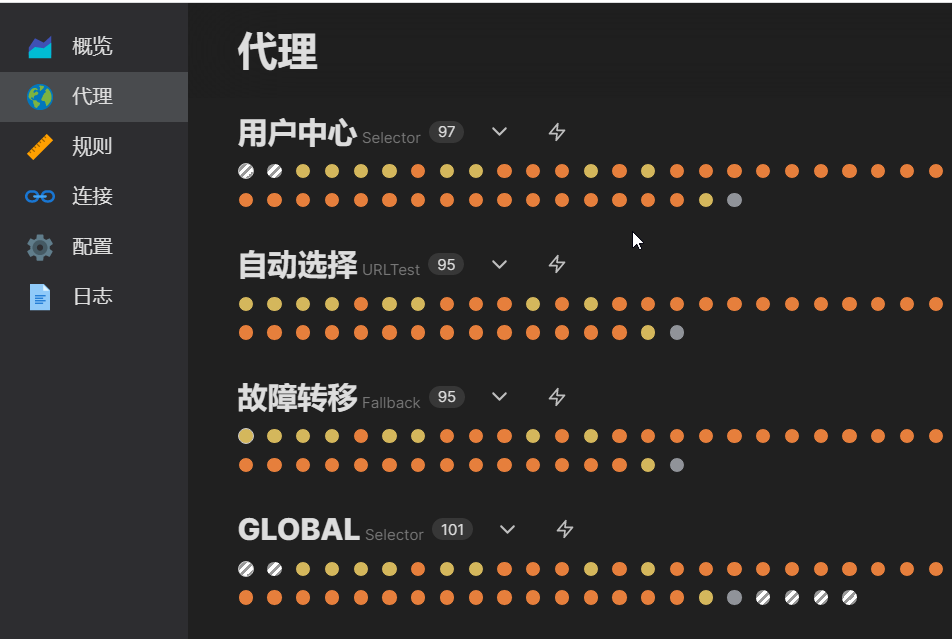 概览
代理
规则
连接
配置
日志
代理
用户中心 Selector 97
自动选择 URLTest 95
故障转移 Fallback 95
GLOBAL Selector 101